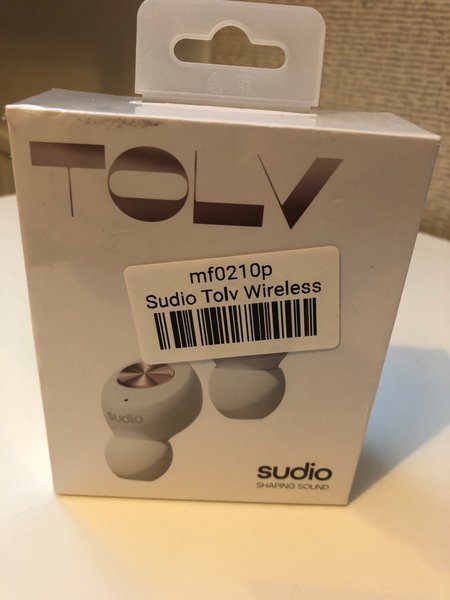 TOLV
mf0210p
Sudio Tolv Wireless
sudio
sudio
SHAPING SOUND